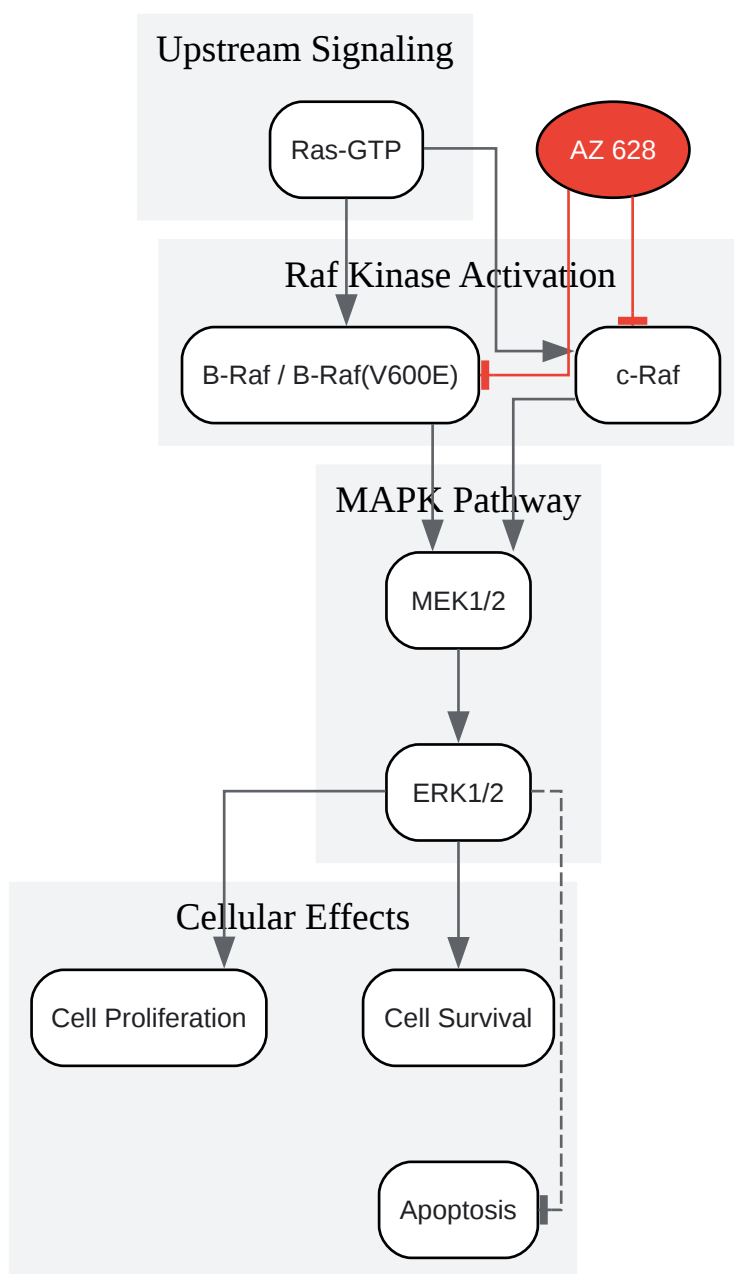 Upstream Signaling
Ras-GTP
AZ 628
Raf Kinase Activation
B-Raf / B-Raf(V600E)
c-Raf
MAPK Pathway
MEK1/2
ERK1/2
Cellular Effects
Cell Proliferation
Cell Survival
Apoptosis